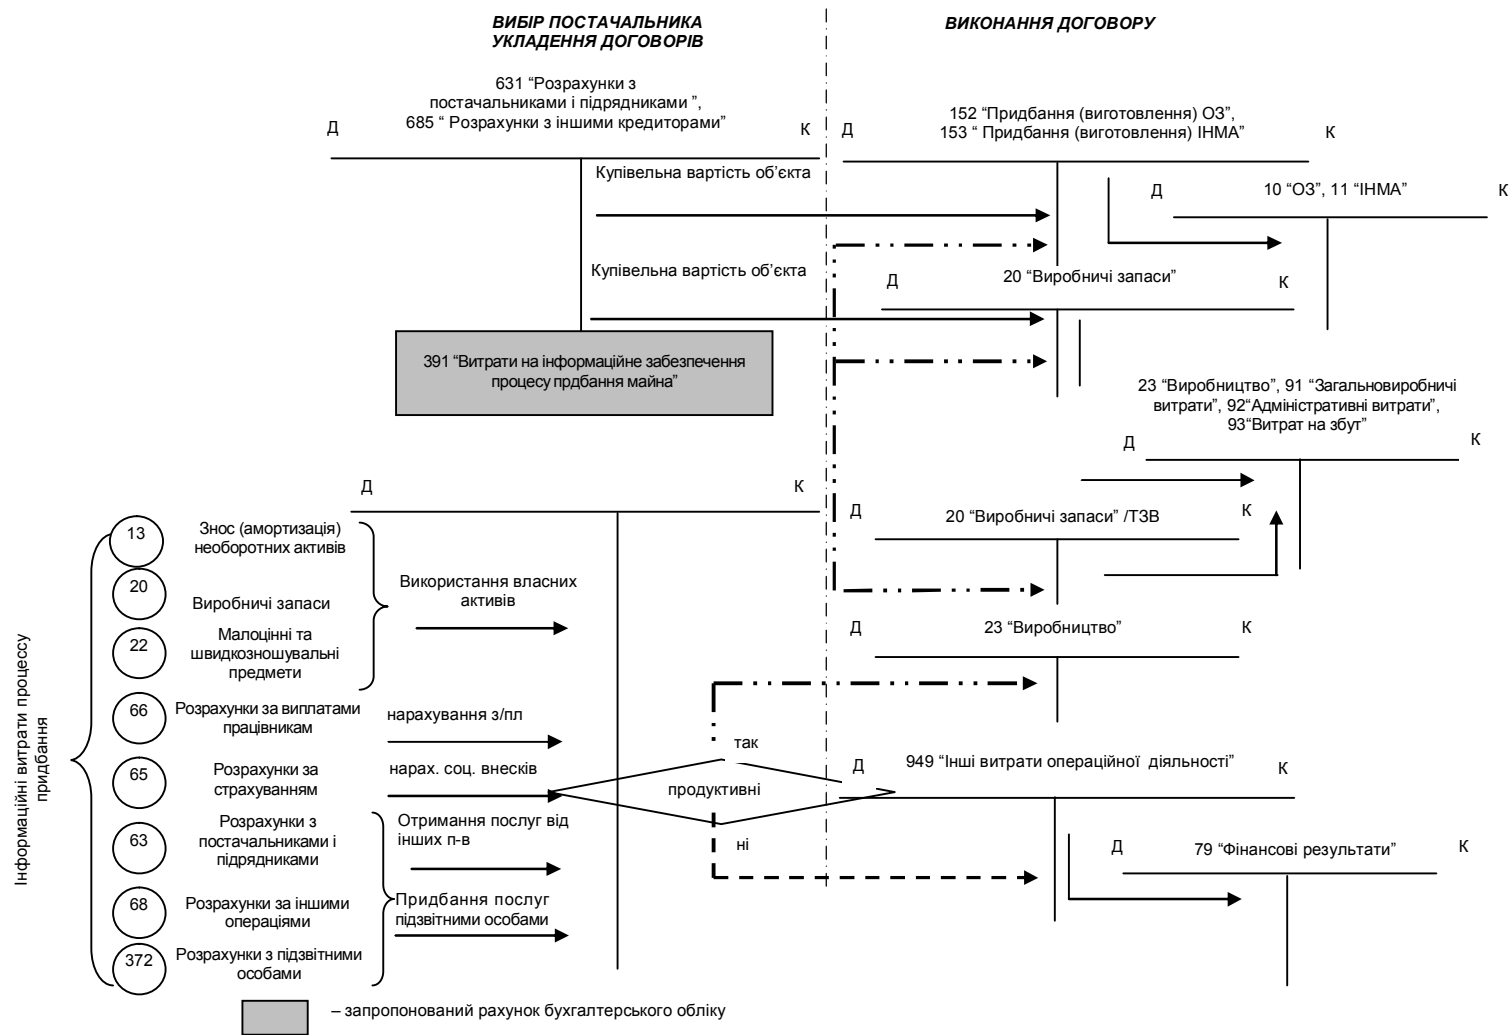 ВИБІР ПОСТАЧАЛЬНИКА
УКЛАДЕННЯ ДОГОВОРІВ
ВИКОНАННЯ ДОГОВОРУ
631 “Розрахунки з
постачальниками і підрядниками ”,
685 “ Розрахунки з іншими кредиторами”
Д
К
152 “Придбання (виготовлення) ОЗ”,
153 “ Придбання (виготовлення) ІНМА”
Д
К
Купівельна вартість об’єкта
Д
10 “ОЗ”, 11 “ІНМА”
К
Купівельна вартість об’єкта
Д
20 “Виробничі запаси”
К
391 “Витрати на інформаційне забезпечення
процесу прдбання майна”
23 “Виробництво”, 91 “Загальновиробничі
витрати”, 92“Адміністративні витрати”,
93“Витрат на збут”
Д
К
Д
К
Д
20 “Виробничі запаси” /ТЗВ
К
Інформаційні витрати процессу
придбання
13
Знос (амортизація)
необоротних активів
20
Виробничі запаси
22
Малоцінні та
швидкозношувальні
предмети
Використання власних
активів
Д
23 “Виробництво”
К
66
Розрахунки за виплатами
працівникам
нарахування з/пл
65
Розрахунки за
страхуванням
нарах. соц. внесків
продуктивні
так
ні
Д
949 “Інші витрати операційної діяльності”
К
63
Розрахунки з
постачальниками і
підрядниками
Отримання послуг від
інших п-в
Д
79 “Фінансові результати”
К
68
Розрахунки за іншими
операціями
Придбання послуг
підзвітними особами
372
Розрахунки з підзвітними
особами
– запропонований рахунок бухгалтерського обліку